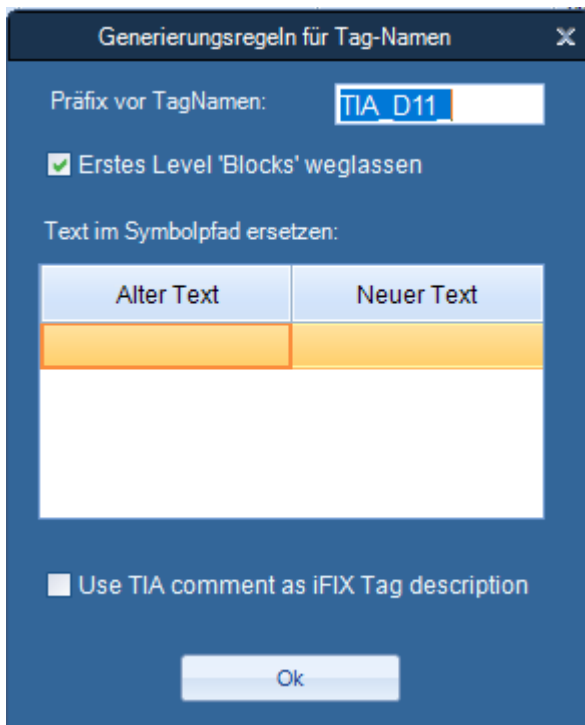 Generierungsregeln für Tag-Namen
Präfix vor TagNamen:
TIA_D11_
Erstes Level 'Blocks' weglassen
Text im Symbolpfad ersetzen:
Alter Text
Neuer Text
Use TIA comment as iFIX Tag description
Ok